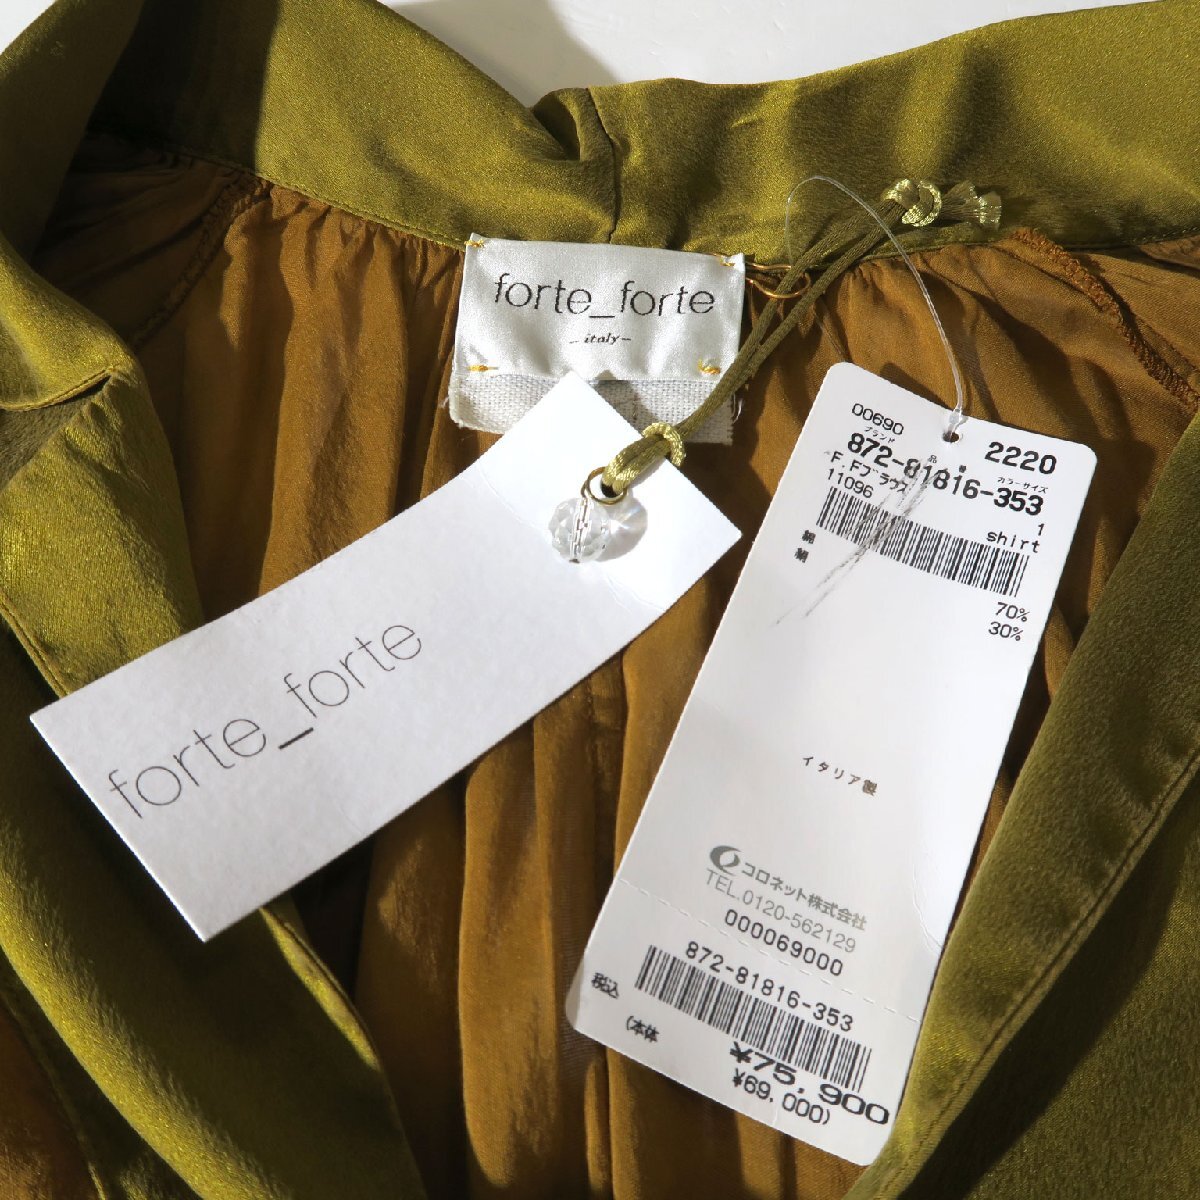 forte_forte
– italy –
forte_forte
00690
2220
ブランド
品番
カラーサイズ
872-81816-353
F.Fブラウス
11096
1
shirt
綿 70%
絹 30%
イタリア製
コロネット株式会社
TEL.0120-562129
000069000
872-81816-353
税込 ¥75,900
(本体 ¥69,000)